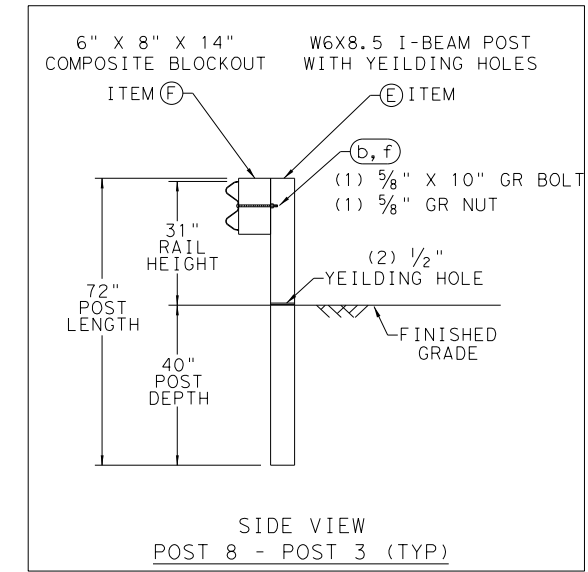 6" X 8" X 14"
COMPOSITE BLOCKOUT
ITEM F
W6X8.5 I-BEAM POST
WITH YEILDING HOLES
E ITEM
b, f
(1) 5/8" X 10" GR BOLT
(1) 5/8" GR NUT
31"
RAIL
HEIGHT
(2) 1/2"
YEILDING HOLE
72"
POST
LENGTH
FINISHED
GRADE
40"
POST
DEPTH
SIDE VIEW
POST 8 - POST 3 (TYP)